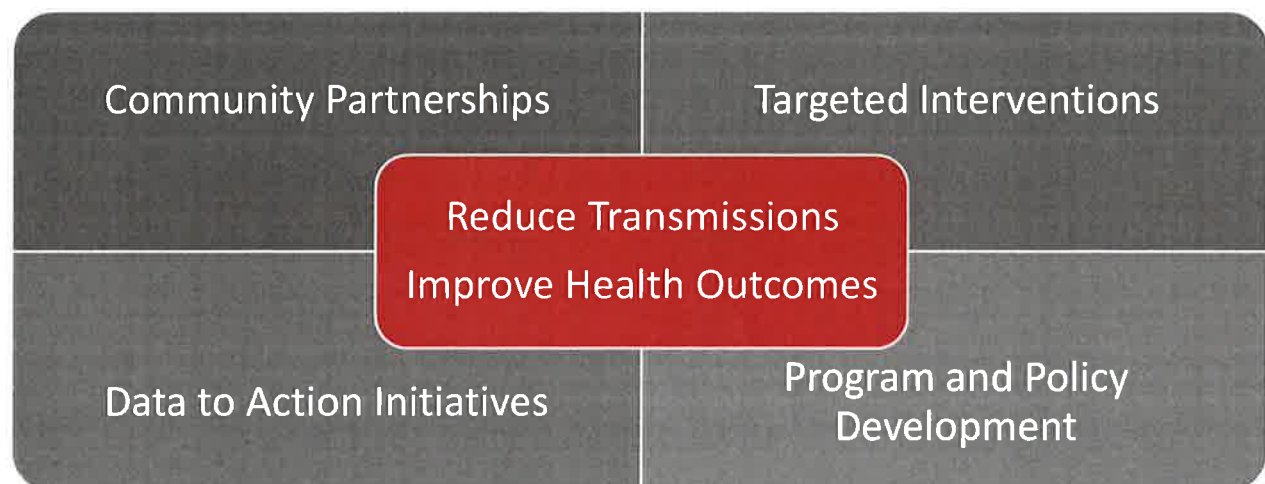 Community Partnerships
Targeted Interventions
Reduce Transmissions
Improve Health Outcomes
Data to Action Initiatives
Program and Policy
Development